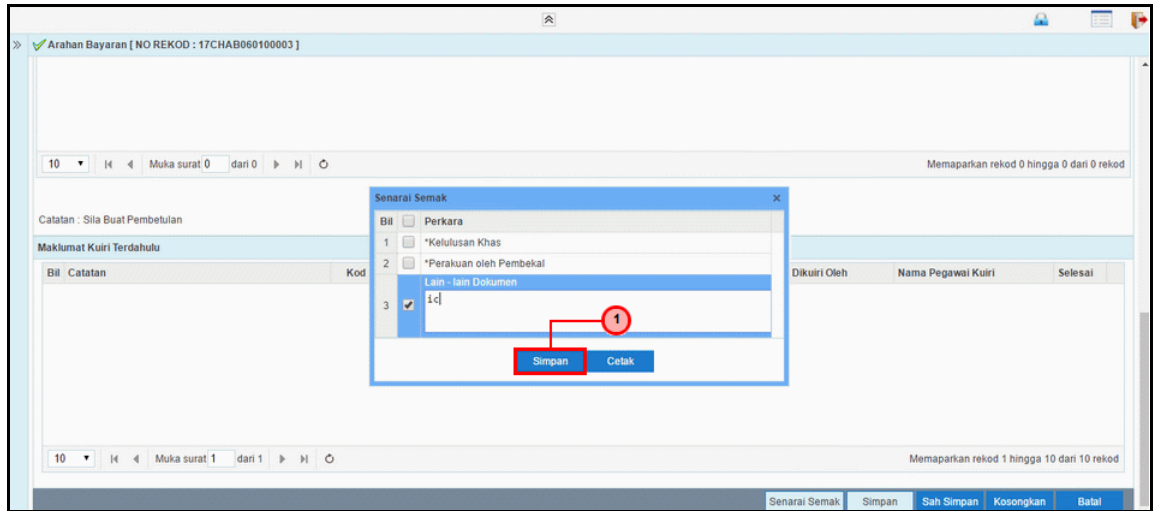 Arahan Bayaran [ NO REKOD : 17CHAB060100003 ]
10 Muka surat 0 dari 0 Memaparkan rekod 0 hingga 0 dari 0 rekod
Catatan : Sila Buat Pembetulan
Maklumat Kuiri Terdahulu
Bil Catatan Kod Dikuiri Oleh Nama Pegawai Kuiri Selesai
Senarai Semak
Bil Perkara
1 *Kelulusan Khas
2 *Perakuan oleh Pembekal
Lain - lain Dokumen
3 ic
1
Simpan Cetak
10 Muka surat 1 dari 1 Memaparkan rekod 1 hingga 10 dari 10 rekod
Senarai Semak Simpan Sah Simpan Kosongkan Batal